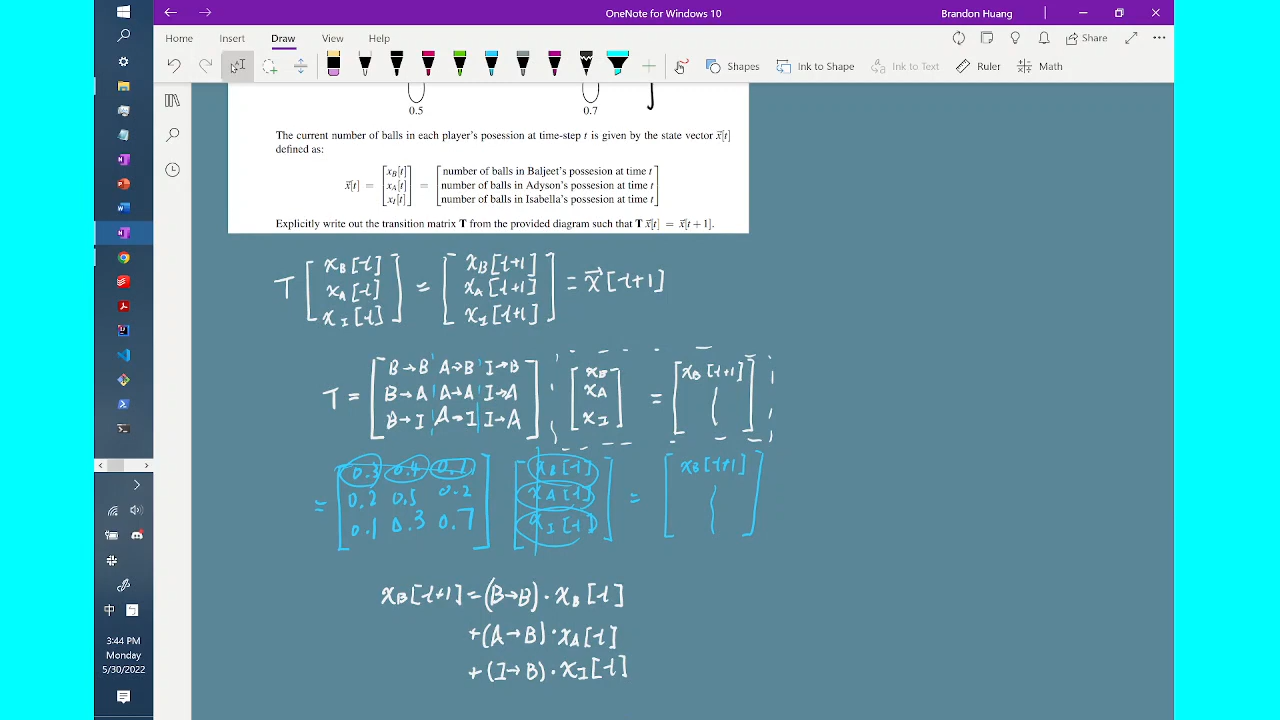 OneNote for Windows 10
Brandon Huang
Home Insert Draw View Help
Share
Shapes Ink to Shape Ink to Text Ruler Math
0.5 0.7
The current number of balls in each player's posession at time-step t is given by the state vector x⃗[t]
defined as:
x⃗[t] = [x_B[t] x_A[t] x_I[t]] = [number of balls in Baljeet's possesion at time t
number of balls in Adyson's possesion at time t
number of balls in Isabella's possesion at time t]
Explicitly write out the transition matrix T from the provided diagram such that T x⃗[t] = x⃗[t+1].
T [x_B[t] x_A[t] x_I[t]] = [x_B[t+1] x_A[t+1] x_I[t+1]] = x⃗[t+1]
B→B A→B I→B x_B x_B[t+1]
T = B→A A→A I→A x_A =
B→I A→I I→A x_I
0.3 0.4 0.1 x_B[t] x_B[t+1]
= 0.2 0.5 0.2 x_A[t] =
0.1 0.3 0.7 x_I[t]
x_B[t+1] = (B→B)·x_B[t]
+(A→B)·x_A[t]
+(I→B)·x_I[t]
中
3:44 PM
5/30/2022